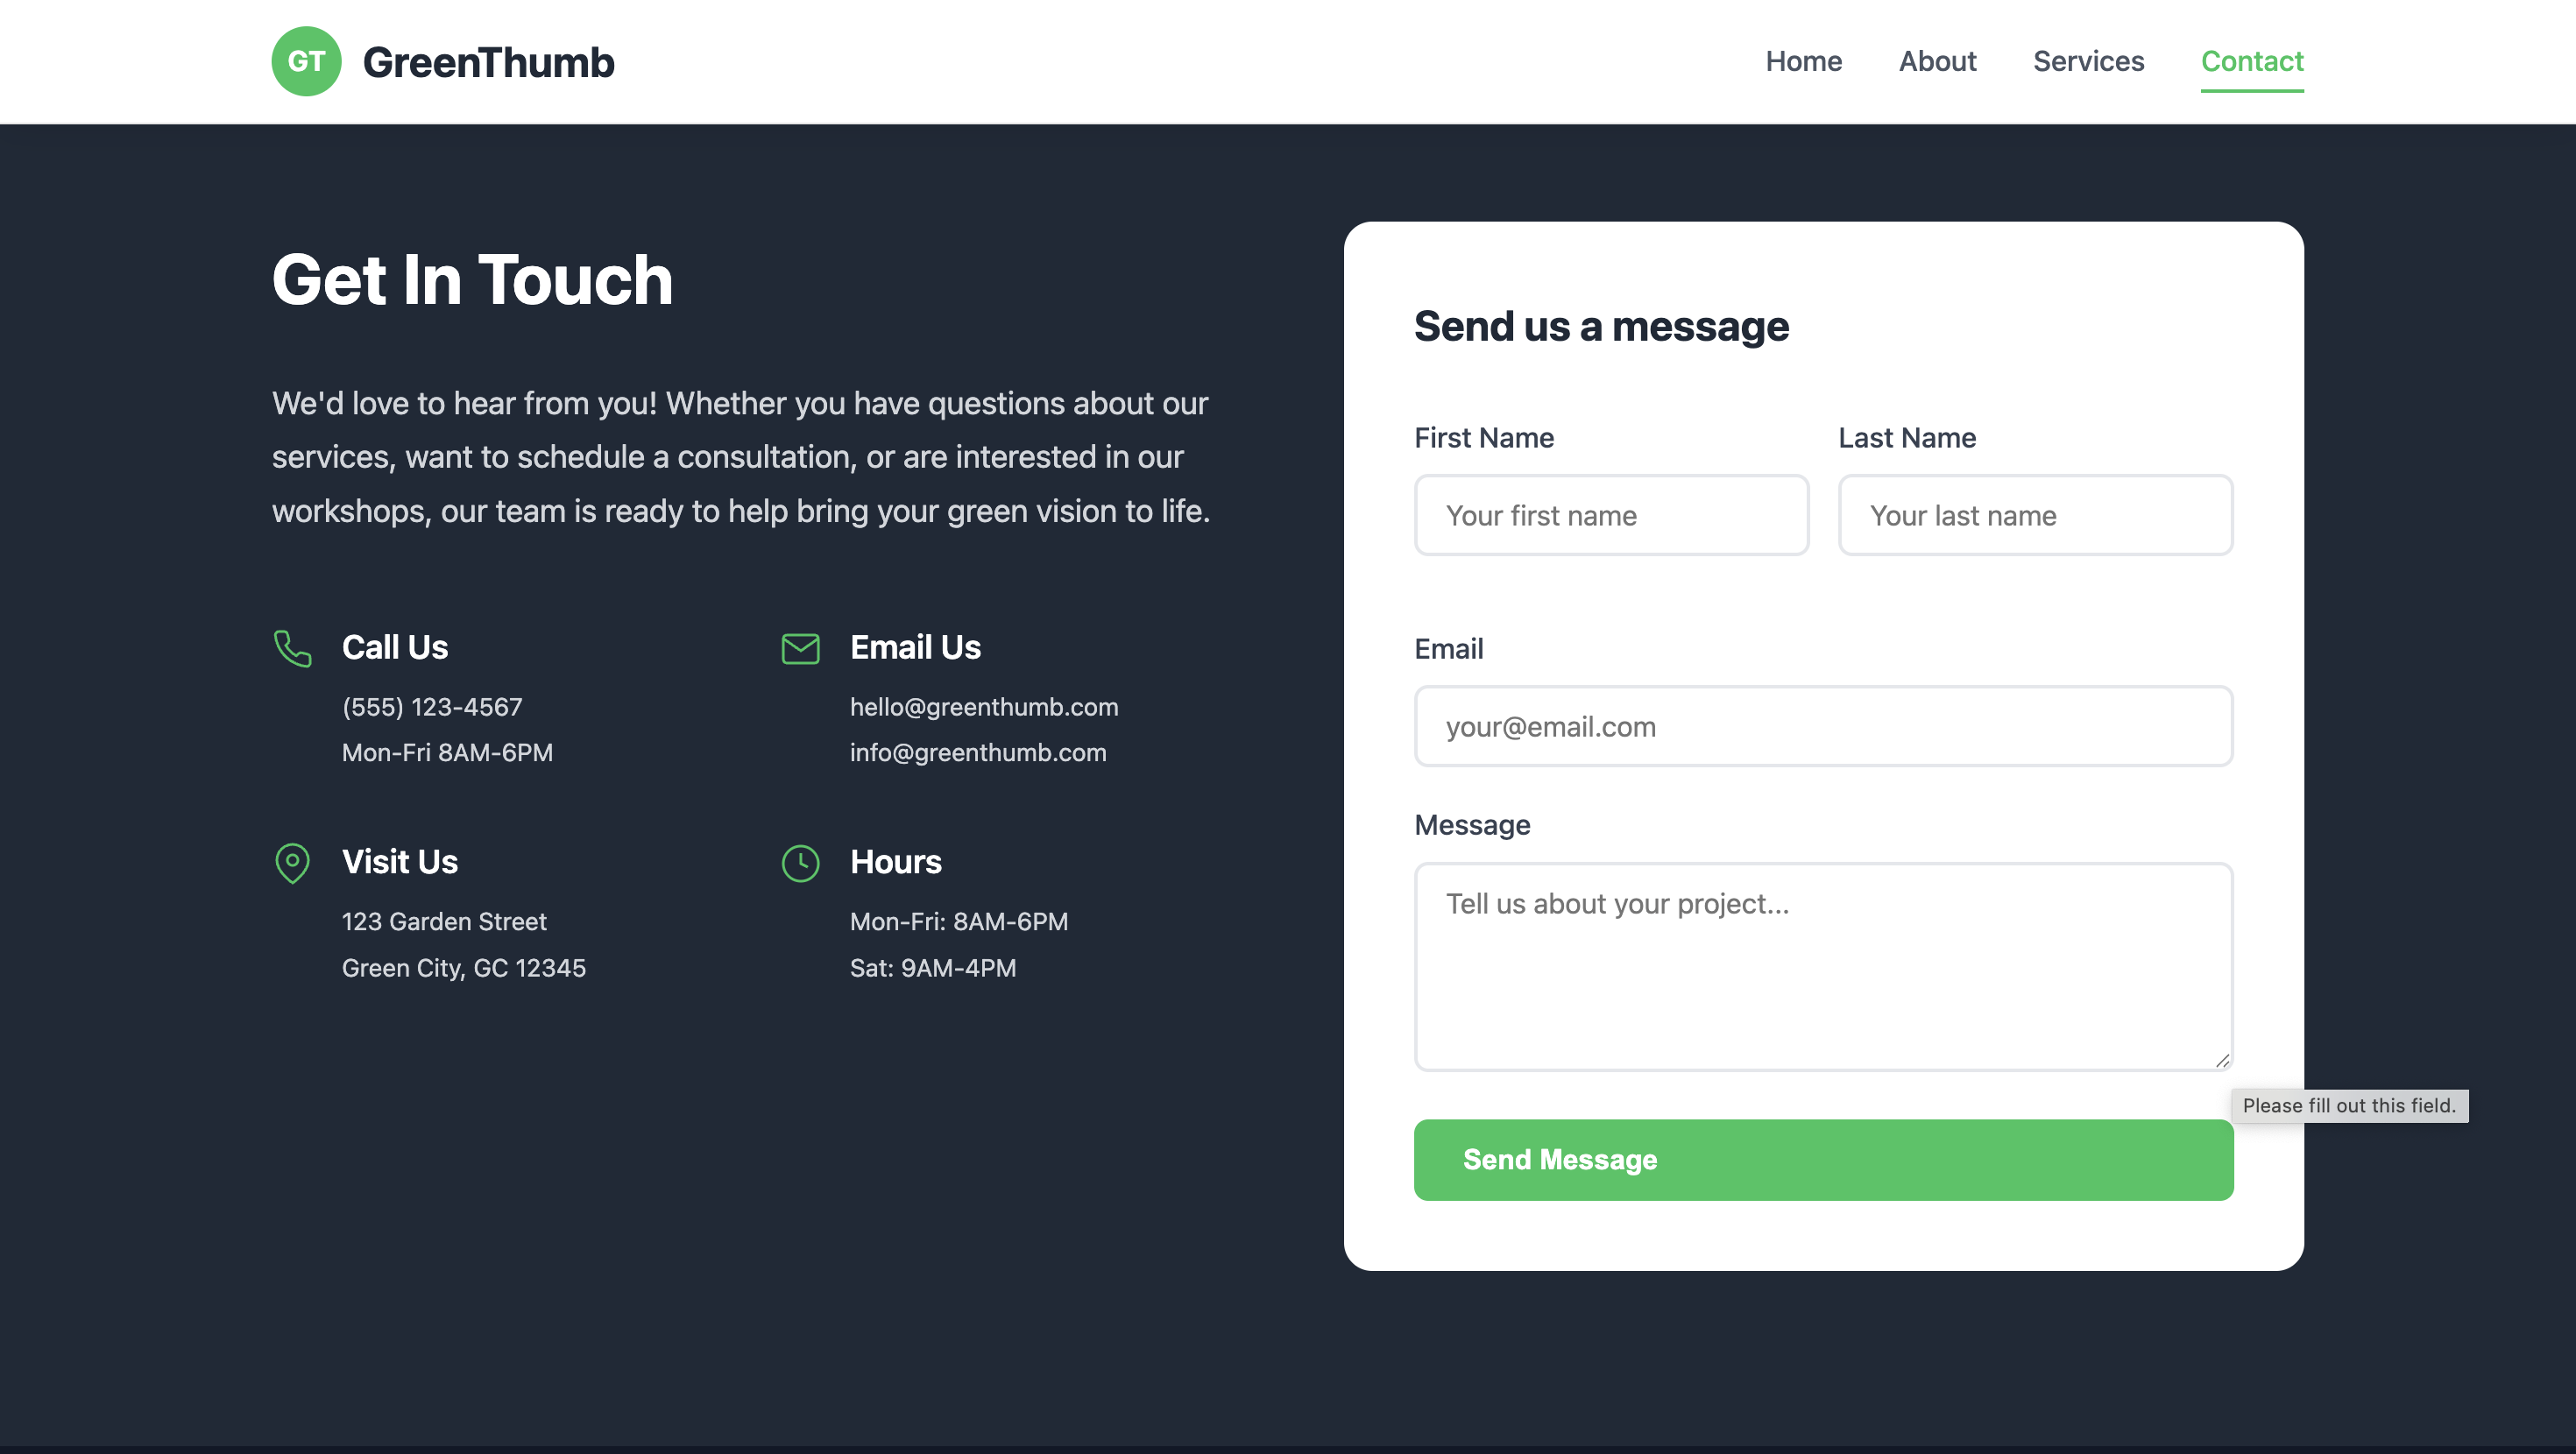 GT
GreenThumb
Home
About
Services
Contact
Get In Touch
We'd love to hear from you! Whether you have questions about our
services, want to schedule a consultation, or are interested in our
workshops, our team is ready to help bring your green vision to life.
Call Us
(555) 123-4567
Mon-Fri 8AM-6PM
Email Us
hello@greenthumb.com
info@greenthumb.com
Visit Us
123 Garden Street
Green City, GC 12345
Hours
Mon-Fri: 8AM-6PM
Sat: 9AM-4PM
Send us a message
First Name
Your first name
Last Name
Your last name
Email
your@email.com
Message
Tell us about your project...
Please fill out this field.
Send Message